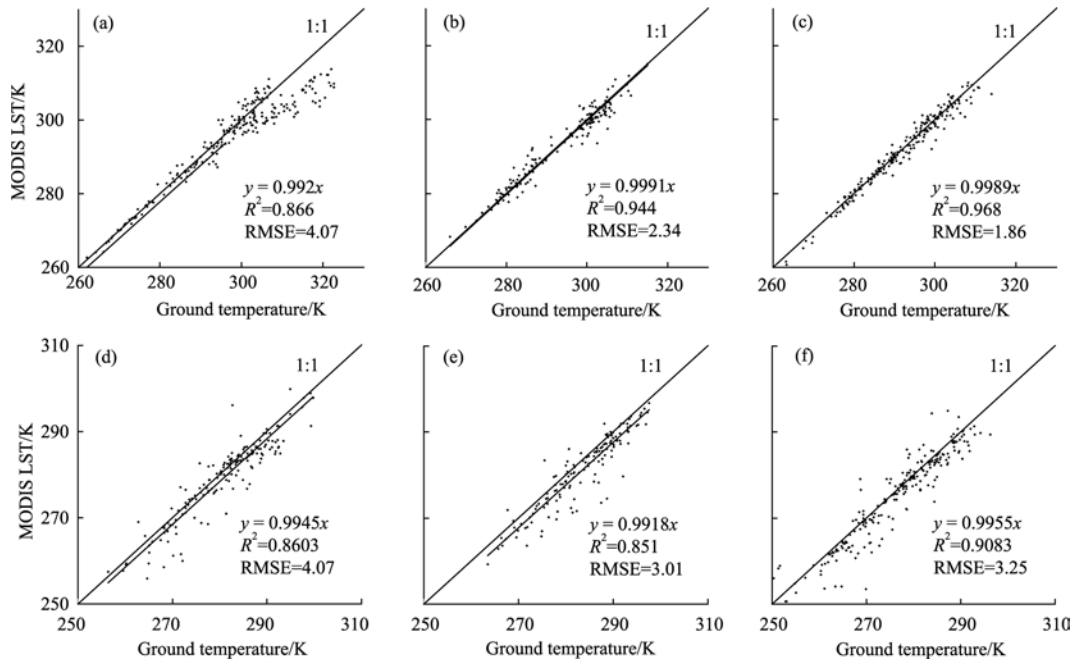 (a)
1:1
(b)
1:1
(c)
1:1
MODIS LST/K
320
300
280
260
y = 0.992x
R²=0.866
RMSE=4.07
y = 0.9991x
R²=0.944
RMSE=2.34
y = 0.9989x
R²=0.968
RMSE=1.86
260 280 300 320
260 280 300 320
260 280 300 320
Ground temperature/K
Ground temperature/K
Ground temperature/K
(d)
1:1
(e)
1:1
(f)
1:1
MODIS LST/K
310
290
270
250
y = 0.9945x
R²=0.8603
RMSE=4.07
y = 0.9918x
R²=0.851
RMSE=3.01
y = 0.9955x
R²=0.9083
RMSE=3.25
250 270 290 310
250 270 290 310
250 270 290 310
Ground temperature/K
Ground temperature/K
Ground temperature/K